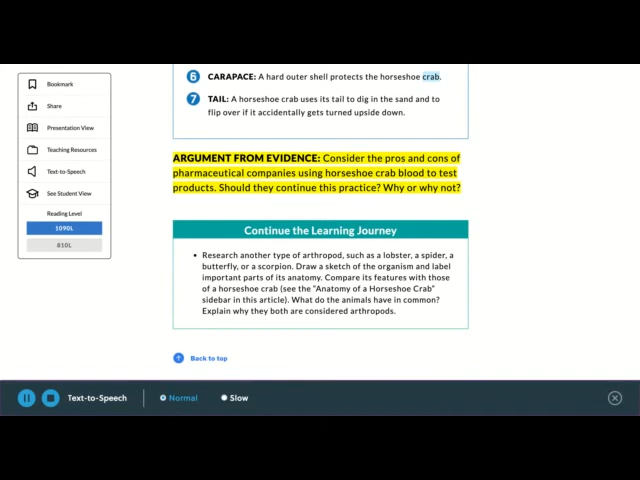 Bookmark
Share
Presentation View
Teaching Resources
Text-to-Speech
See Student View
Reading Level
1090L
810L
6 CARAPACE: A hard outer shell protects the horseshoe crab.
7 TAIL: A horseshoe crab uses its tail to dig in the sand and to
flip over if it accidentally gets turned upside down.
ARGUMENT FROM EVIDENCE: Consider the pros and cons of
pharmaceutical companies using horseshoe crab blood to test
products. Should they continue this practice? Why or why not?
Continue the Learning Journey
• Research another type of arthropod, such as a lobster, a spider, a
butterfly, or a scorpion. Draw a sketch of the organism and label
important parts of its anatomy. Compare its features with those
of a horseshoe crab (see the “Anatomy of a Horseshoe Crab”
sidebar in this article). What do the animals have in common?
Explain why they both are considered arthropods.
Back to top
Text-to-Speech
Normal
Slow